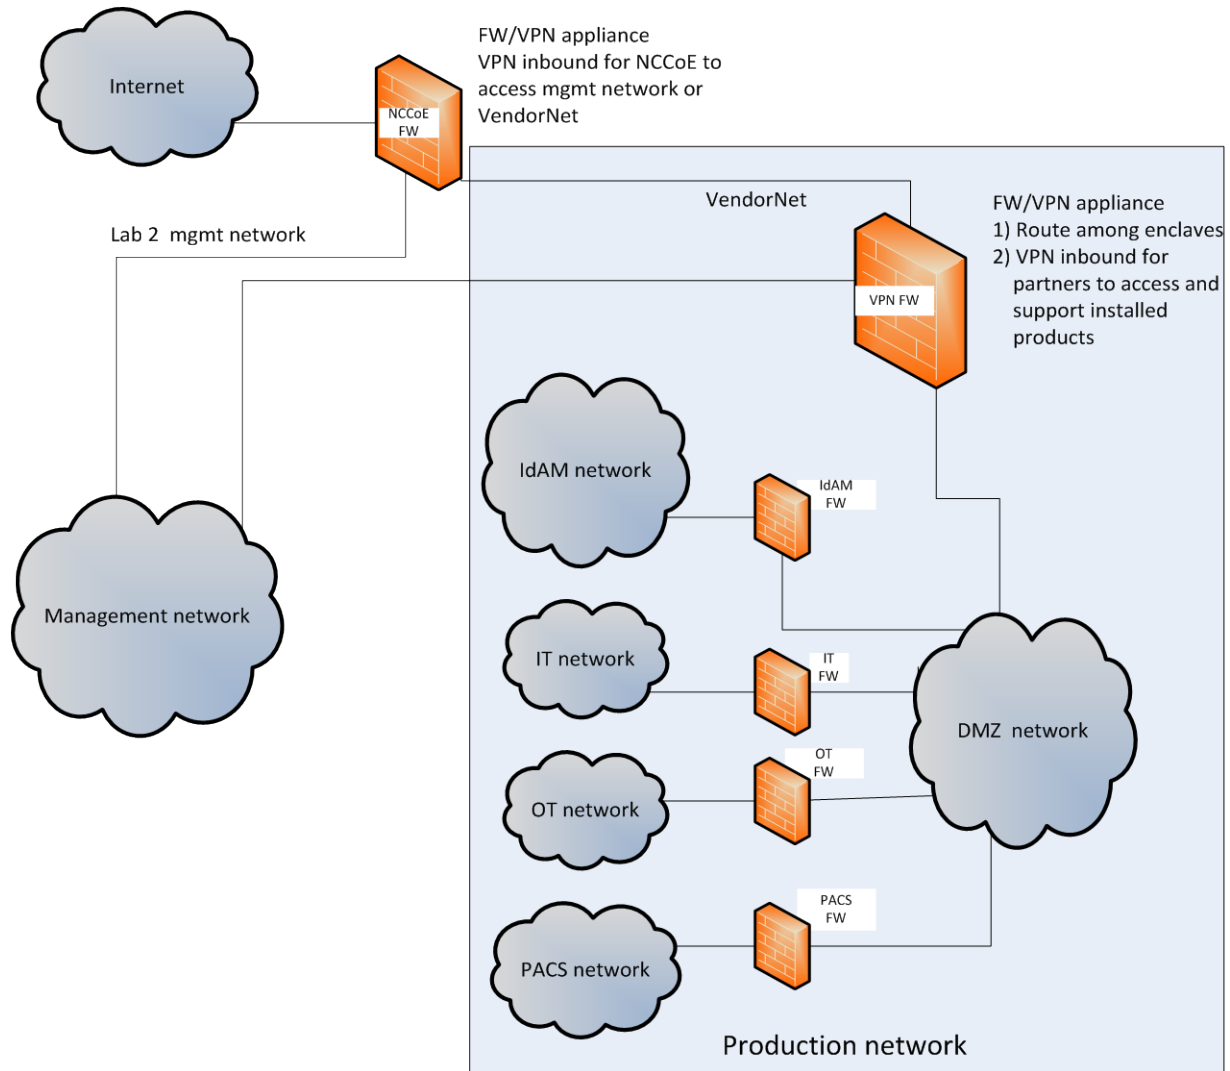 Internet
FW/VPN appliance
VPN inbound for NCCoE to
access mgmt network or
VendorNet
NCCoE
FW
VendorNet
FW/VPN appliance
1) Route among enclaves
2) VPN inbound for
partners to access and
support installed
products
Lab 2 mgmt network
VPN FW
IdAM network
IdAM
FW
Management network
IT network
IT
FW
DMZ network
OT network
OT
FW
PACS network
PACS
FW
Production network